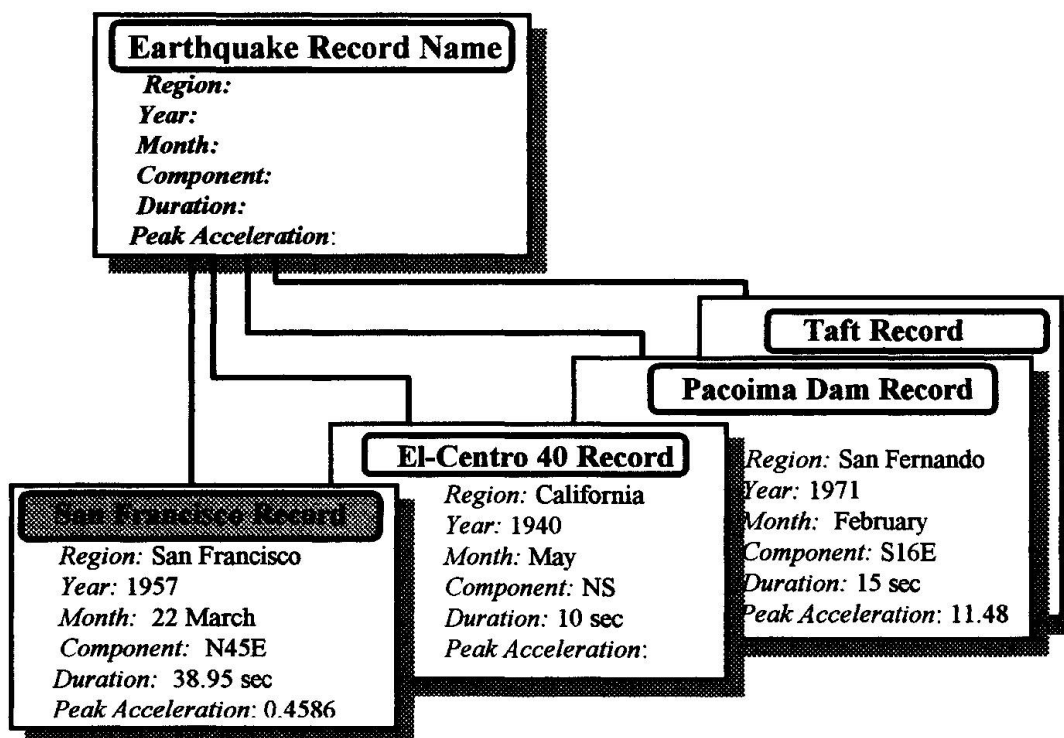 Earthquake Record Name
Region:
Year:
Month:
Component:
Duration:
Peak Acceleration:
Taft Record
Pacoima Dam Record
Region: San Fernando
Year: 1971
Month: February
Component: S16E
Duration: 15 sec
Peak Acceleration: 11.48
El-Centro 40 Record
Region: California
Year: 1940
Month: May
Component: NS
Duration: 10 sec
Peak Acceleration:
San Francisco Record
Region: San Francisco
Year: 1957
Month: 22 March
Component: N45E
Duration: 38.95 sec
Peak Acceleration: 0.4586